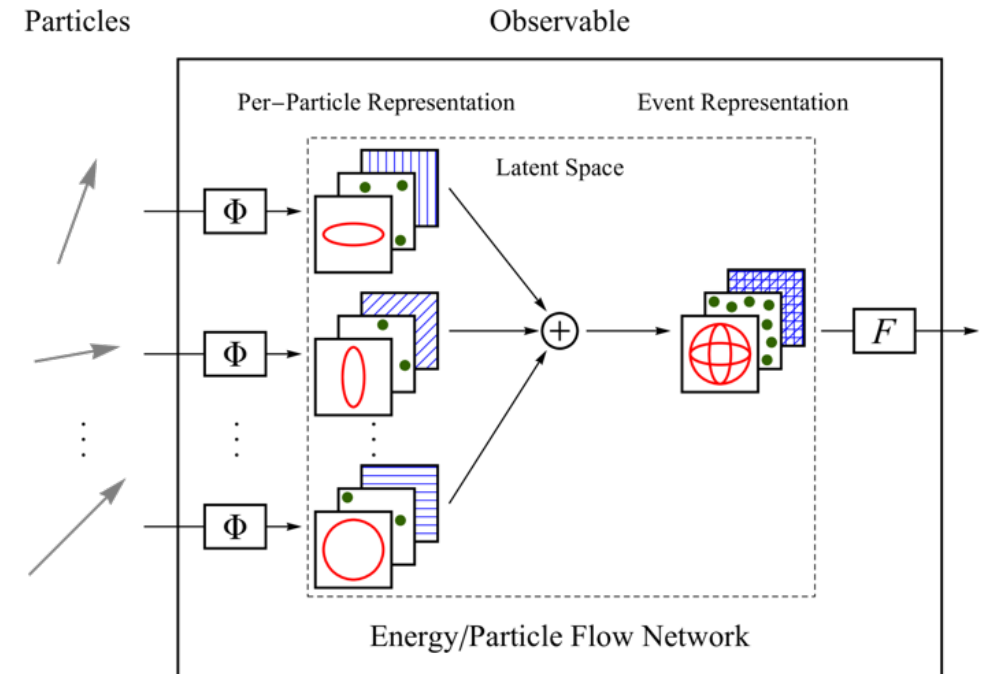 Particles
Observable
Per−Particle Representation
Event Representation
Latent Space
Φ
Φ
+
F
Φ
Energy/Particle Flow Network